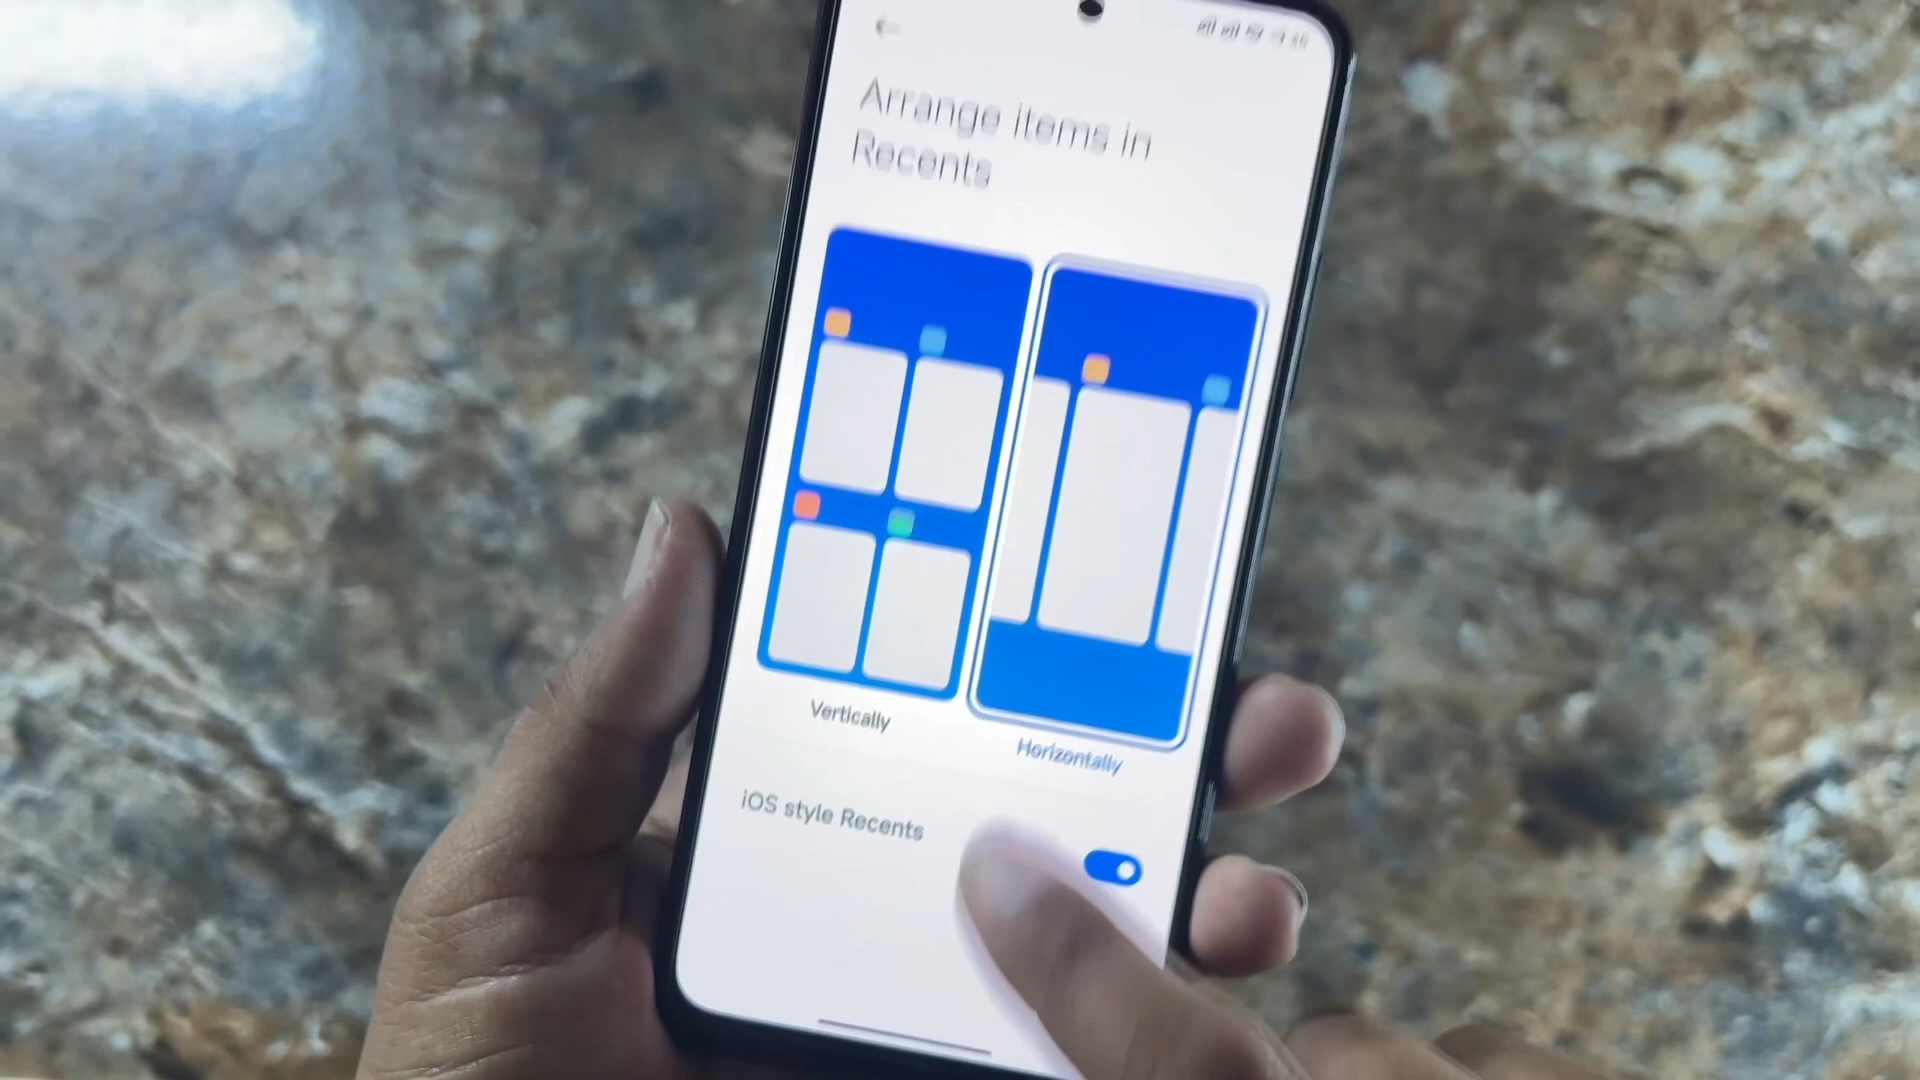 Arrange items in
Recents
Vertically
Horizontally
iOS style Recents